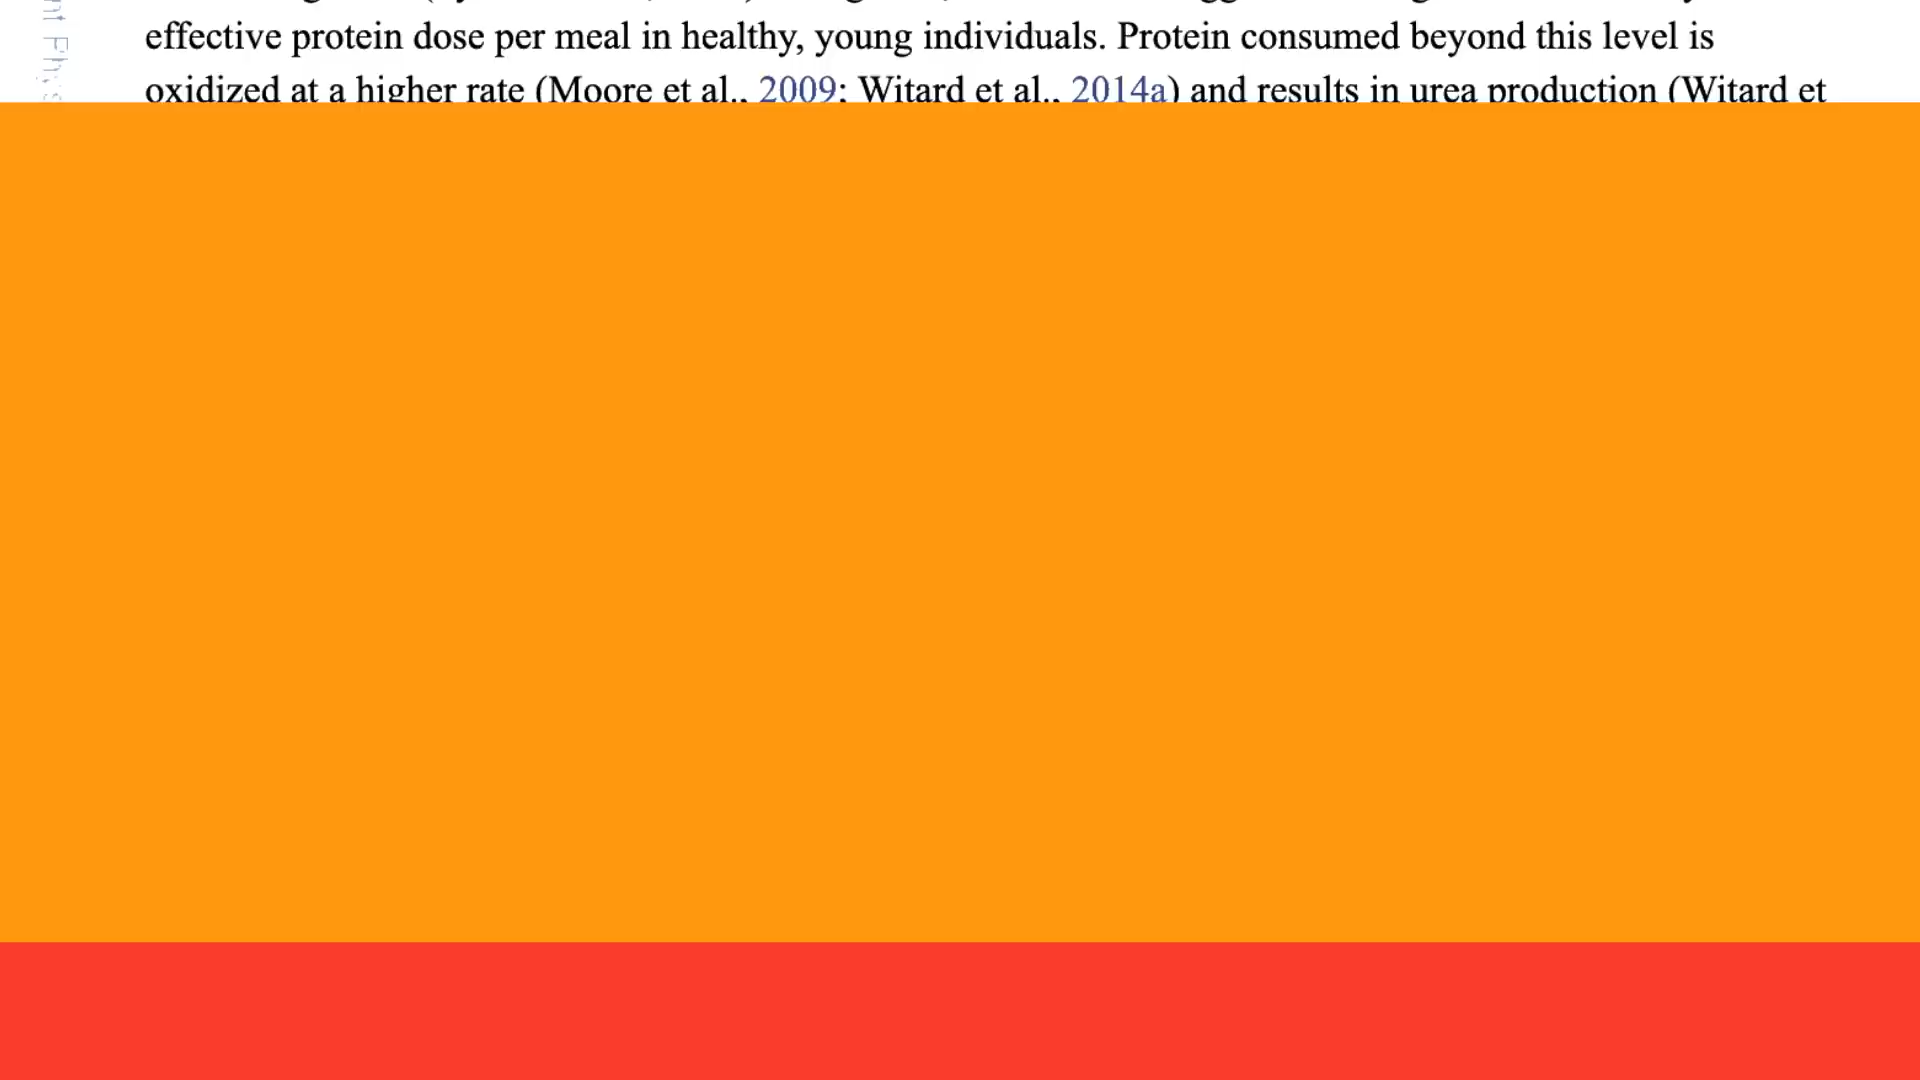 effective protein dose per meal in healthy, young individuals. Protein consumed beyond this level is
oxidized at a higher rate (Moore et al., 2009; Witard et al., 2014a) and results in urea production (Witard et